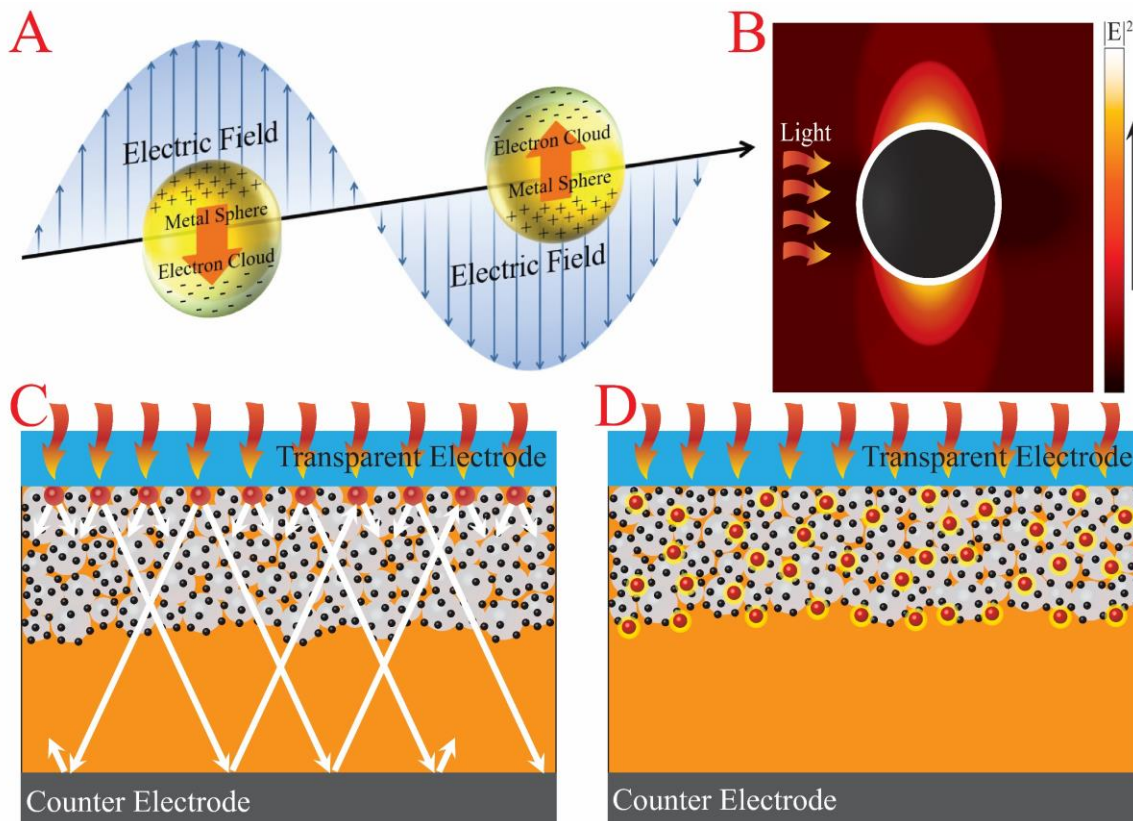 A
Electric Field
+ + + + + + + + + + + +
Metal Sphere
Electron Cloud
- - - - - - - - - - - -
- - - - - - - - - - - -
Electron Cloud
Metal Sphere
+ + + + + + + + + + + +
Electric Field
B
Light
|E|²
C
Transparent Electrode
Counter Electrode
D
Transparent Electrode
Counter Electrode